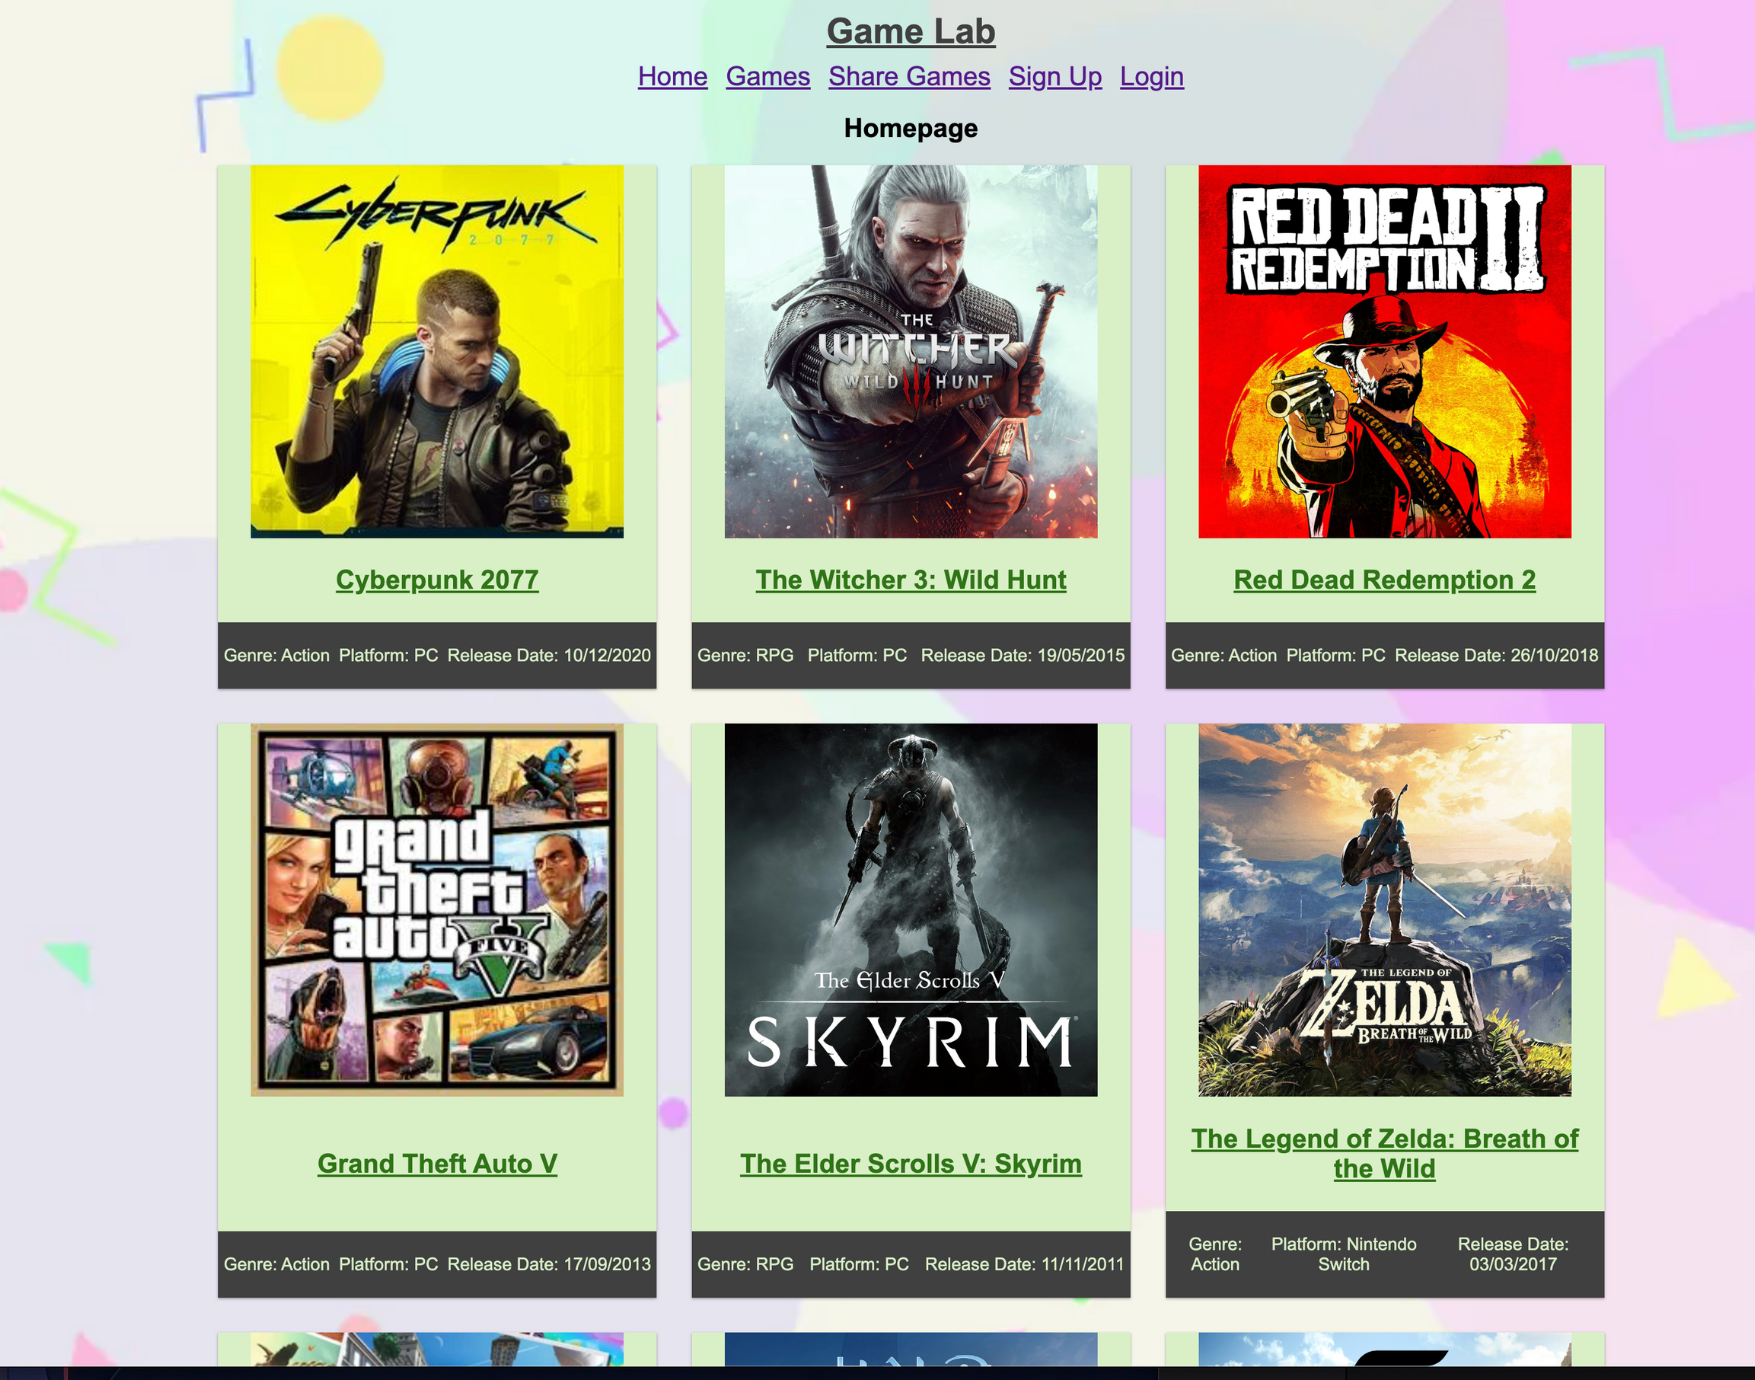 Game Lab
Home Games Share Games Sign Up Login
Homepage
CYBERPUNK
2077
THE
WITCHER
WILD HUNT
RED DEAD
REDEMPTION II
Cyberpunk 2077
The Witcher 3: Wild Hunt
Red Dead Redemption 2
Genre: Action Platform: PC Release Date: 10/12/2020
Genre: RPG Platform: PC Release Date: 19/05/2015
Genre: Action Platform: PC Release Date: 26/10/2018
grand
theft
auto V
FIVE
The Elder Scrolls V
SKYRIM
THE LEGEND OF
ZELDA
BREATH OF THE WILD
Grand Theft Auto V
The Elder Scrolls V: Skyrim
The Legend of Zelda: Breath of
the Wild
Genre: Action Platform: PC Release Date: 17/09/2013
Genre: RPG Platform: PC Release Date: 11/11/2011
Genre: Platform: Nintendo Release Date:
Action Switch 03/03/2017